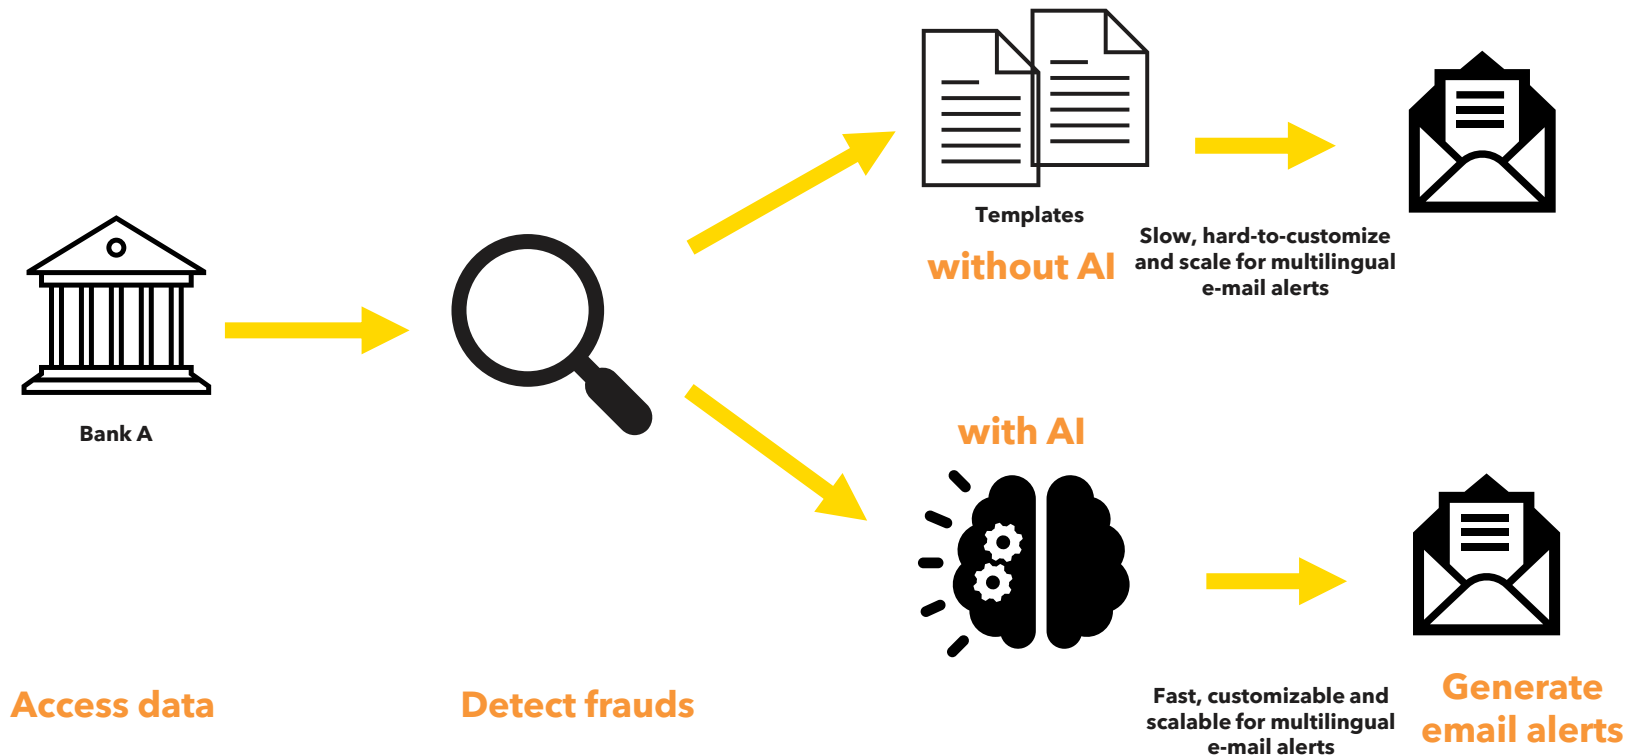 Templates
without AI
Slow, hard-to-customize
and scale for multilingual
e-mail alerts
Bank A
with AI
Access data
Detect frauds
Fast, customizable and
scalable for multilingual
e-mail alerts
Generate
email alerts